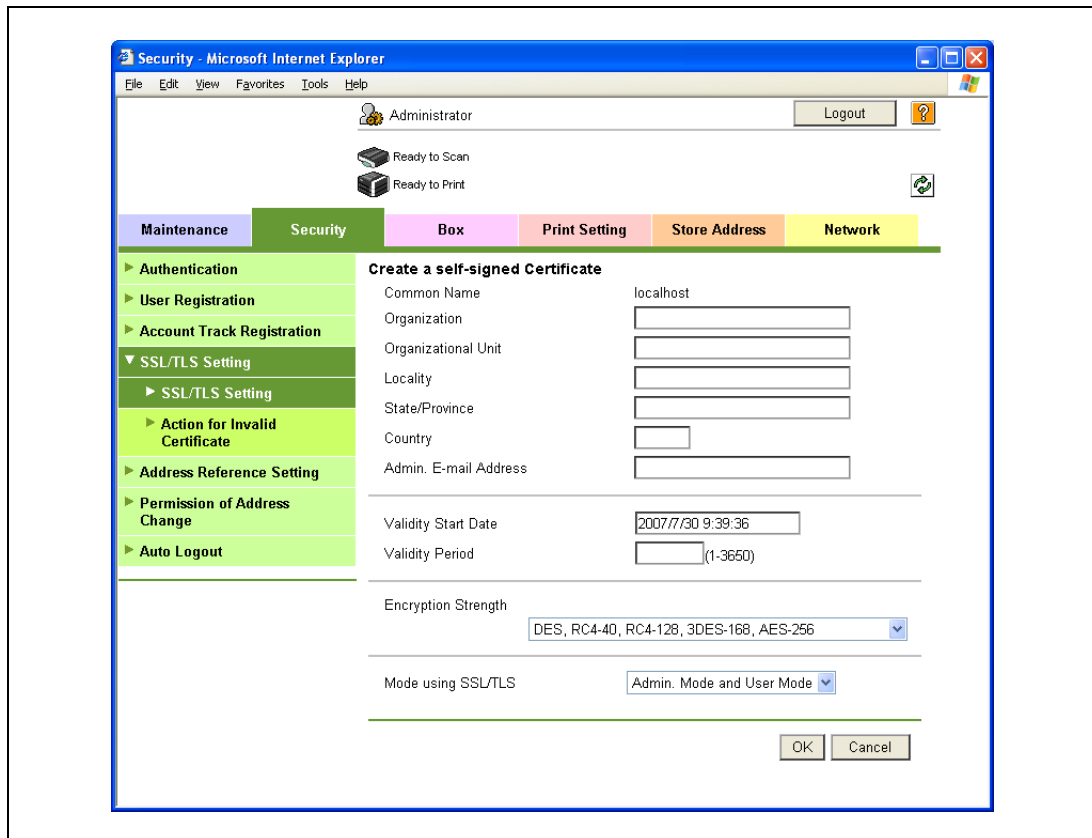 Security - Microsoft Internet Explorer
File Edit View Favorites Tools Help
Administrator
Logout
?
Ready to Scan
Ready to Print
Maintenance Security Box Print Setting Store Address Network
Authentication
User Registration
Account Track Registration
SSL/TLS Setting
SSL/TLS Setting
Action for Invalid
Certificate
Address Reference Setting
Permission of Address
Change
Auto Logout
Create a self-signed Certificate
Common Name localhost
Organization
Organizational Unit
Locality
State/Province
Country
Admin. E-mail Address
Validity Start Date 2007/7/30 9:39:36
Validity Period (1-3650)
Encryption Strength
DES, RC4-40, RC4-128, 3DES-168, AES-256
Mode using SSL/TLS Admin. Mode and User Mode
OK Cancel